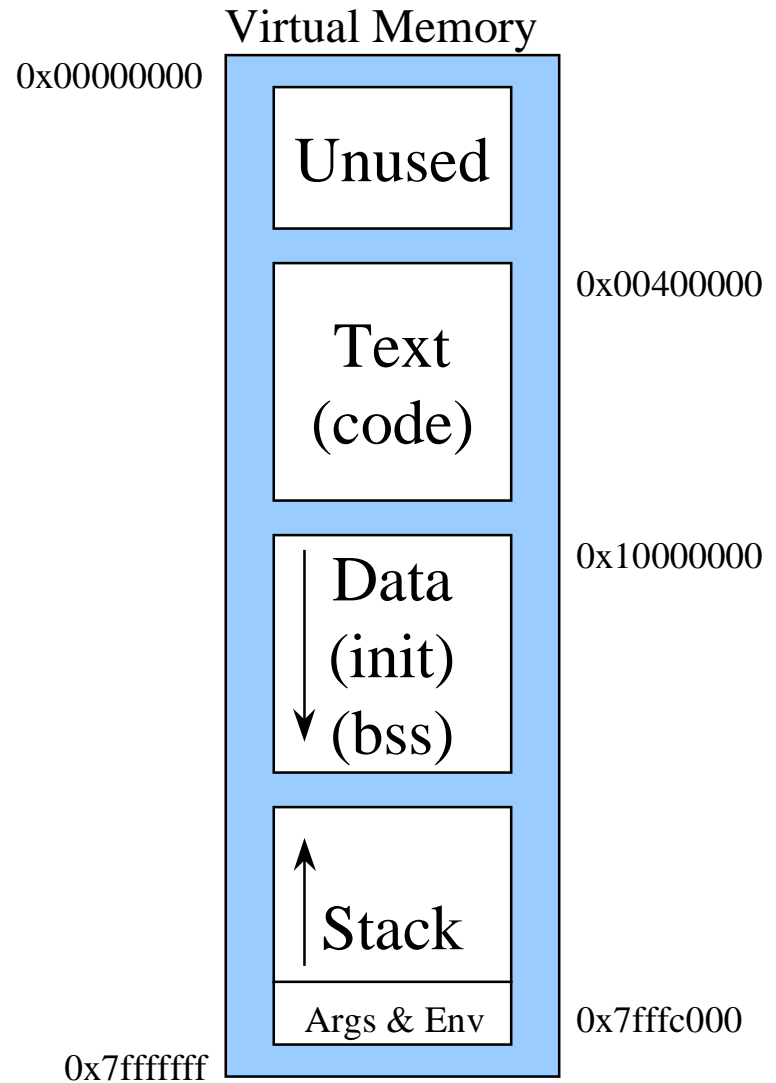 Virtual Memory
0x00000000
Unused
0x00400000
Text
(code)
0x10000000
Data
(init)
(bss)
Stack
Args & Env
0x7fffc000
0x7fffffff